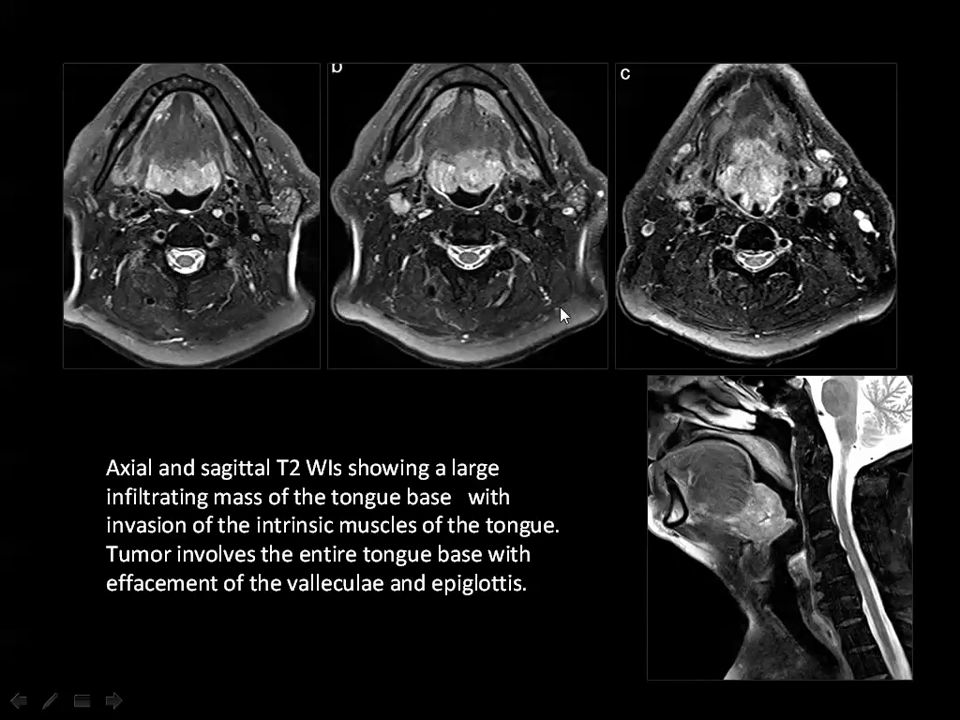 b
c
Axial and sagittal T2 WIs showing a large
infiltrating mass of the tongue base   with
invasion of the intrinsic muscles of the tongue.
Tumor involves the entire tongue base with
effacement of the valleculae and epiglottis.